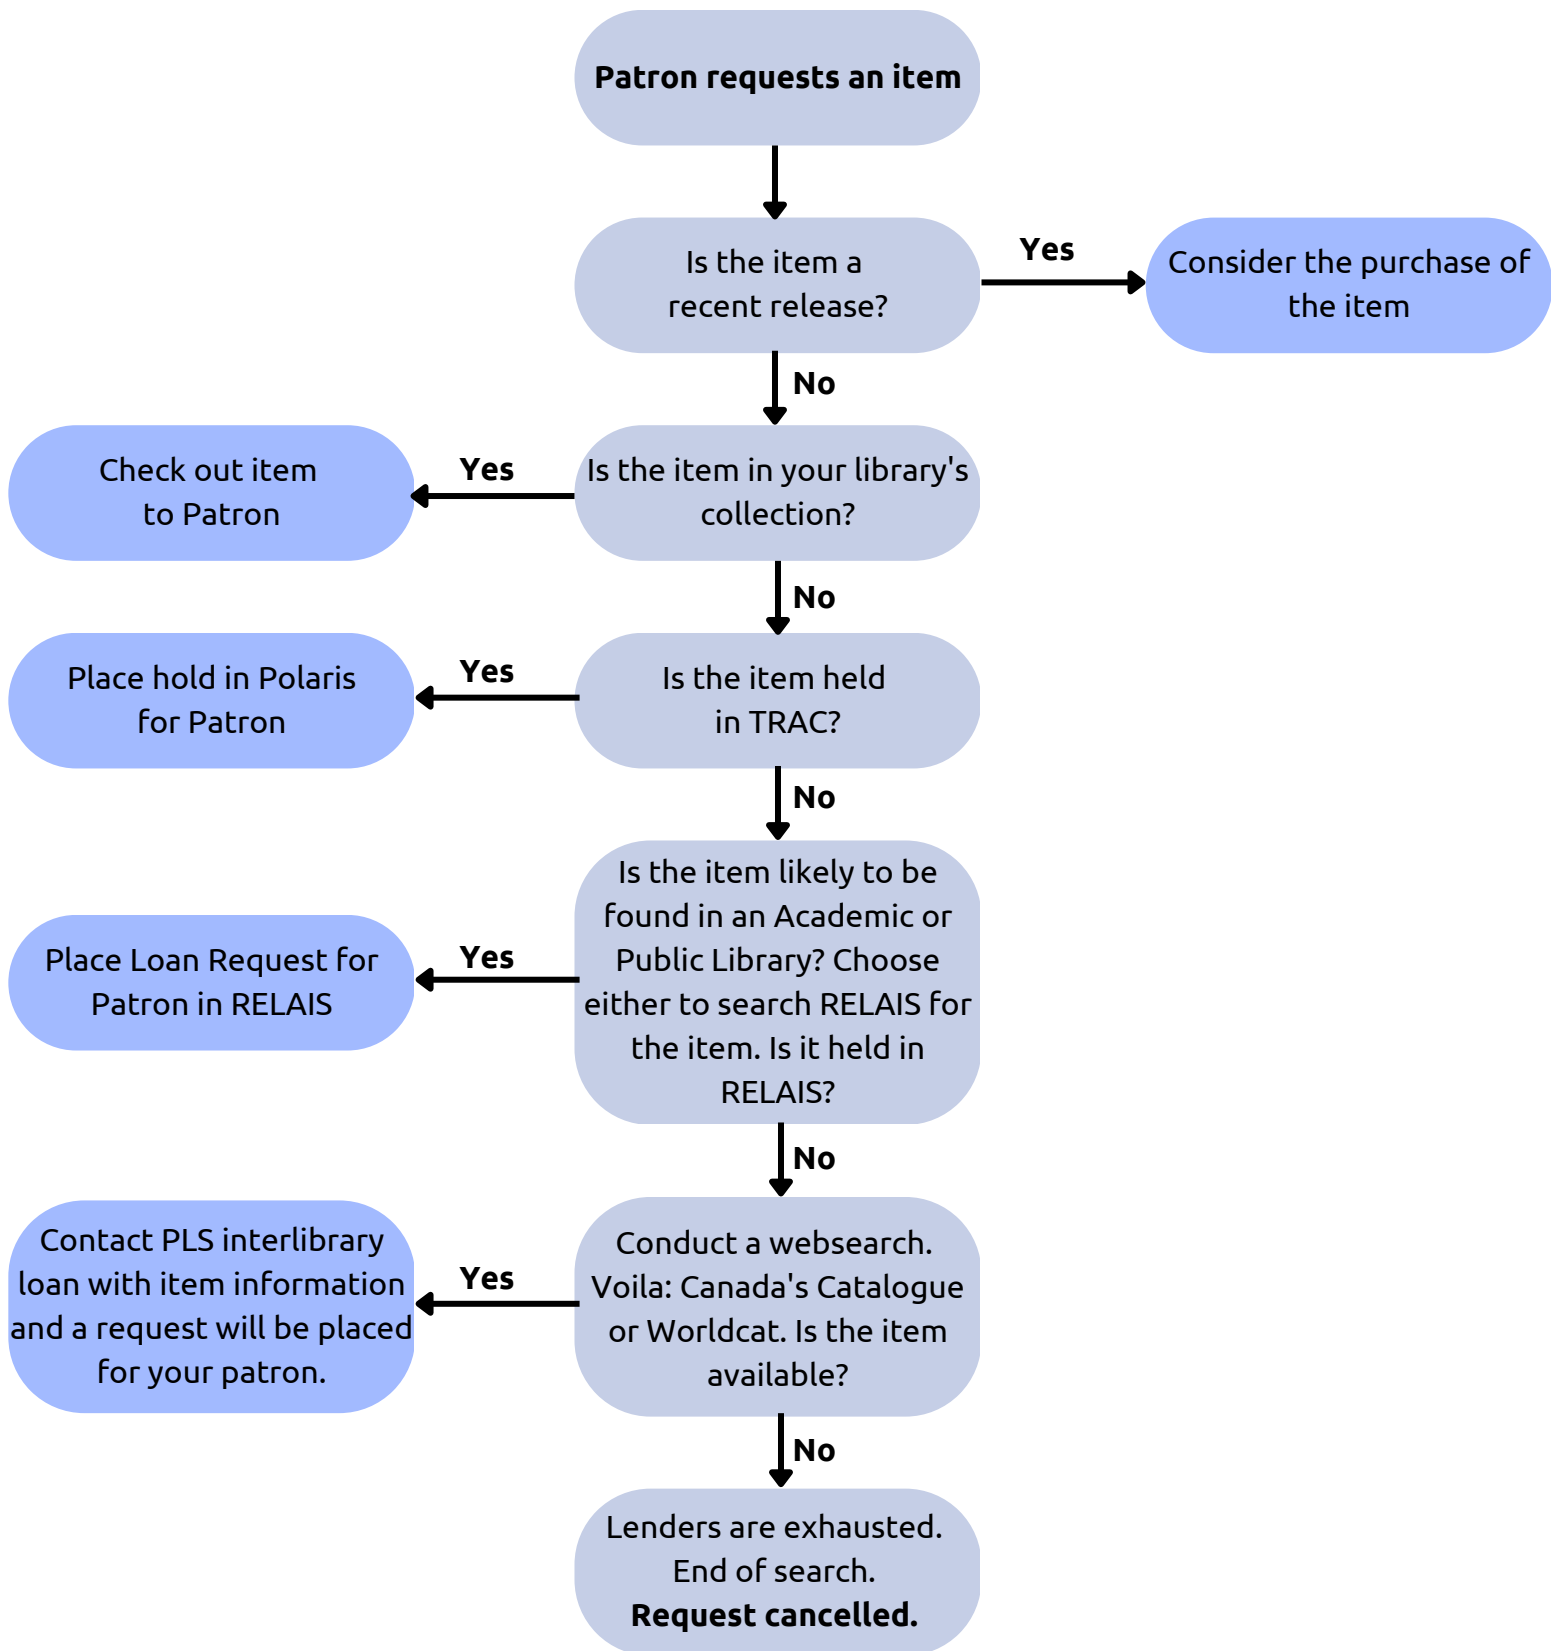 Patron requests an item
Is the item a
recent release?
Yes
Consider the purchase of
the item
No
Is the item in your library's
collection?
Yes
Check out item
to Patron
No
Is the item held
in TRAC?
Yes
Place hold in Polaris
for Patron
No
Is the item likely to be
found in an Academic or
Public Library? Choose
either to search RELAIS for
the item. Is it held in
RELAIS?
Yes
Place Loan Request for
Patron in RELAIS
No
Conduct a websearch.
Voila: Canada's Catalogue
or Worldcat. Is the item
available?
Yes
Contact PLS interlibrary
loan with item information
and a request will be placed
for your patron.
No
Lenders are exhausted.
End of search.
Request cancelled.